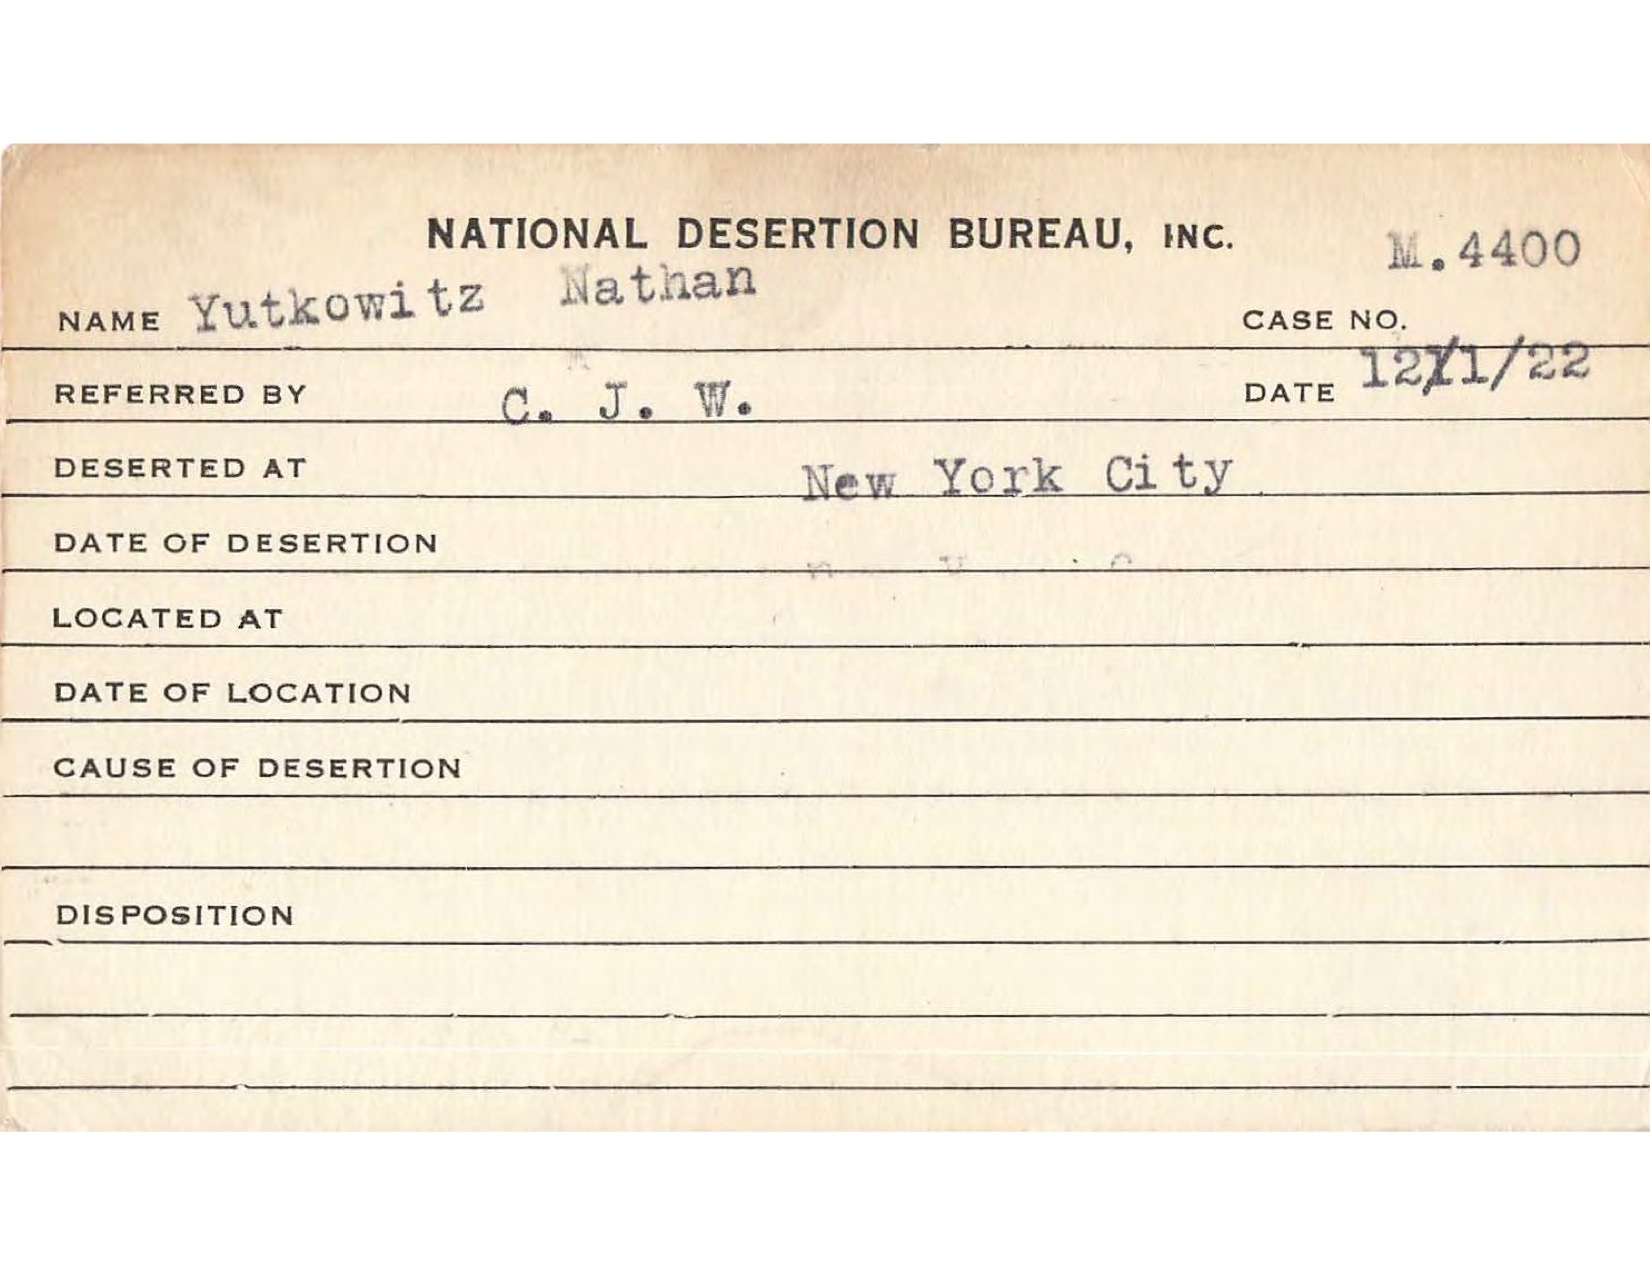 NATIONAL DESERTION BUREAU, INC.
M.4400
NAME Yutkowitz Nathan CASE NO.
REFERRED BY C. J. W. DATE 12/1/22
DESERTED AT New York City
DATE OF DESERTION
LOCATED AT
DATE OF LOCATION
CAUSE OF DESERTION
DISPOSITION